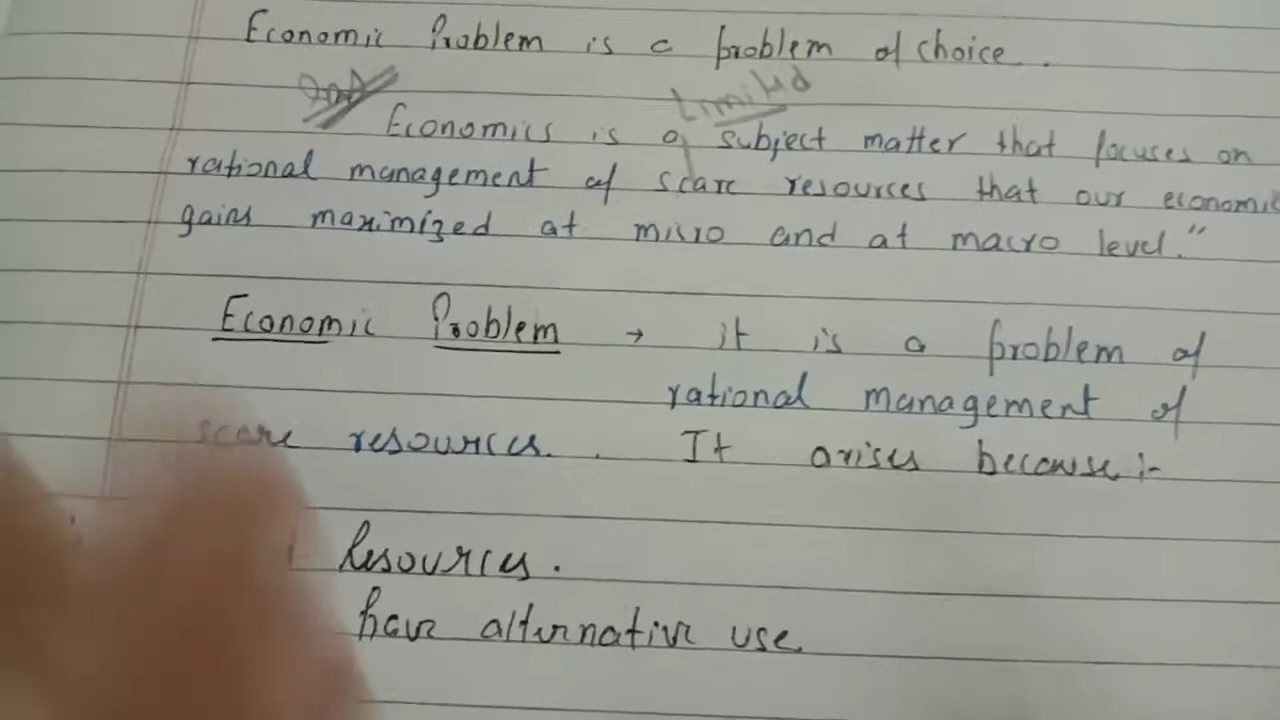 Economic Problem is a problem of choice.
Limited
Economics is a subject matter that focuses on
rational management of scare resources that our economic
gains maximized at micro and at macro level."
Economic Problem → it is a problem of
rational management of
scare resources. It arises because :-
Resources.
have alternative use